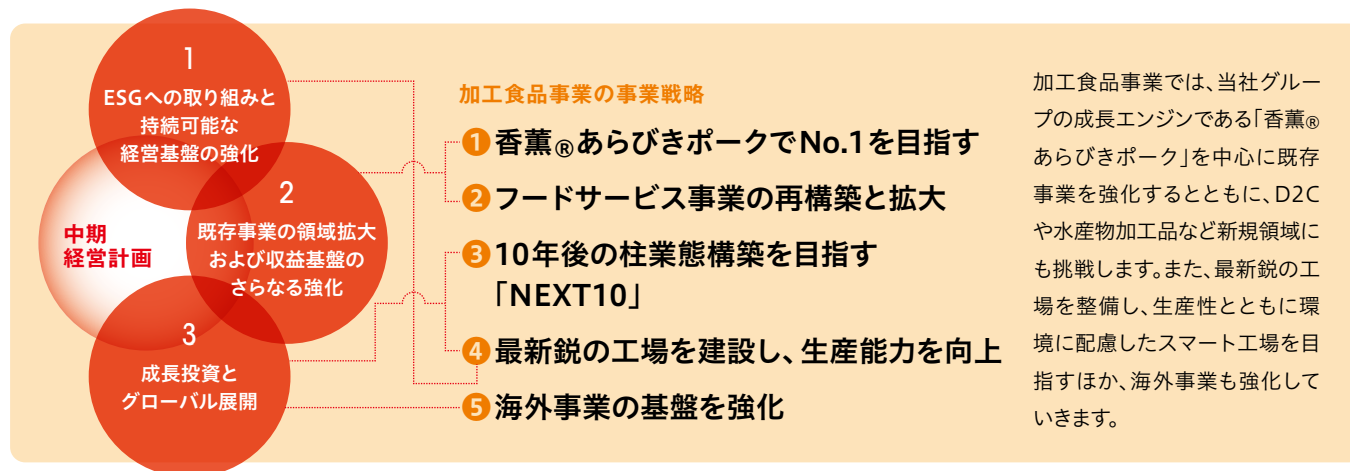 1
ESGへの取り組みと
持続可能な
経営基盤の強化
中期
経営計画
2
既存事業の領域拡大
および収益基盤の
さらなる強化
3
成長投資と
グローバル展開
加工食品事業の事業戦略
❶香薫®あらびきポークでNo.1を目指す
❷フードサービス事業の再構築と拡大
❸10年後の柱業態構築を目指す
「NEXT10」
❹最新鋭の工場を建設し、生産能力を向上
❺海外事業の基盤を強化
加工食品事業では、当社グルー
プの成長エンジンである「香薫®
あらびきポーク」を中心に既存
事業を強化するとともに、D2C
や水産物加工品など新規領域に
も挑戦します。また、最新鋭の工
場を整備し、生産性とともに環
境に配慮したスマート工場を目
指すほか、海外事業も強化して
いきます。